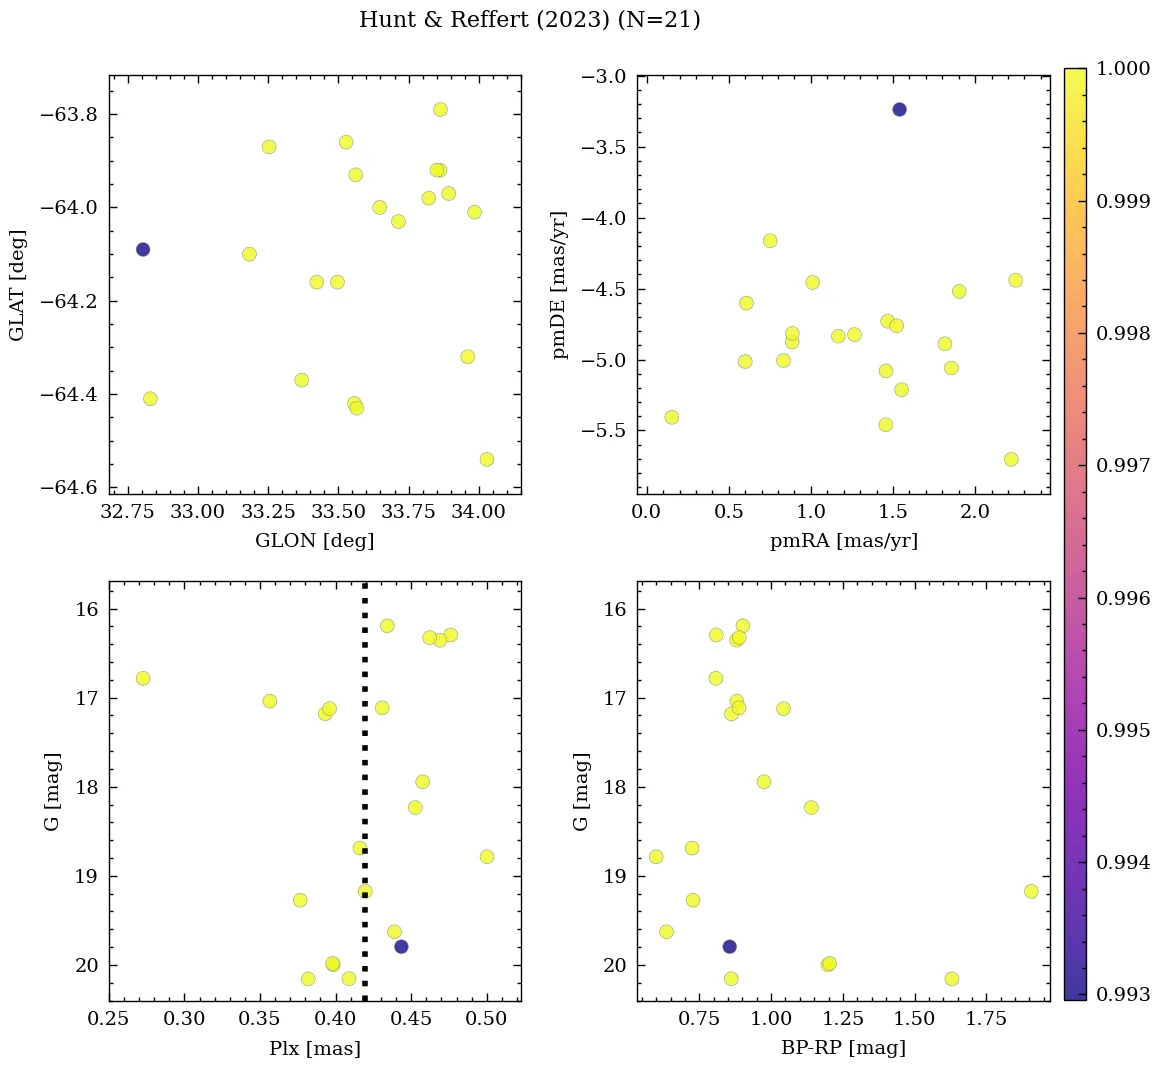 Hunt & Reffert (2023) (N=21)
−63.8
−64.0
−64.2
−64.4
−64.6
GLAT [deg]
32.75 33.00 33.25 33.50 33.75 34.00
GLON [deg]
−3.0
−3.5
−4.0
−4.5
−5.0
−5.5
pmDE [mas/yr]
0.0 0.5 1.0 1.5 2.0
pmRA [mas/yr]
16
17
18
19
20
G [mag]
0.25 0.30 0.35 0.40 0.45 0.50
Plx [mas]
16
17
18
19
20
G [mag]
0.75 1.00 1.25 1.50 1.75
BP-RP [mag]
1.000
0.999
0.998
0.997
0.996
0.995
0.994
0.993